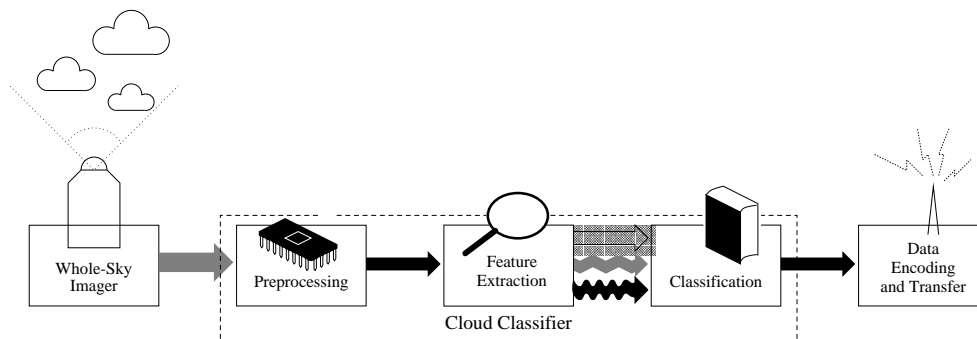 Whole-Sky
Imager
Preprocessing
Feature
Extraction
Classification
Data
Encoding
and Transfer
Cloud Classifier